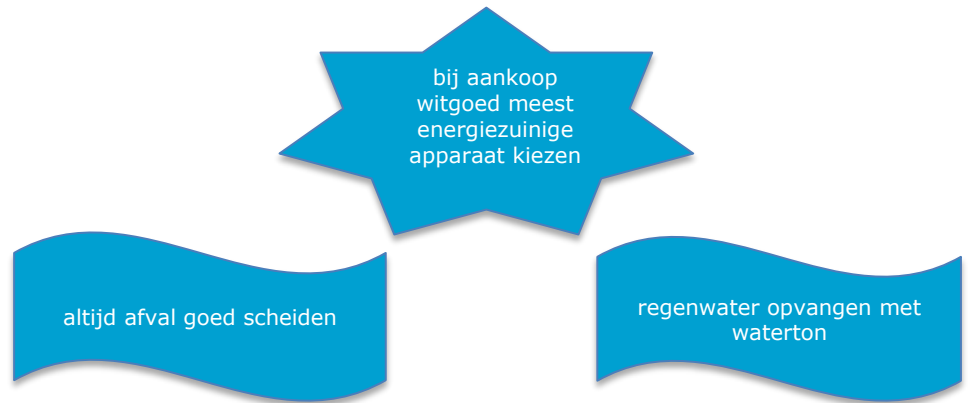 bij aankoop
witgoed meest
energiezuinige
apparaat kiezen
altijd afval goed scheiden
regenwater opvangen met
waterton